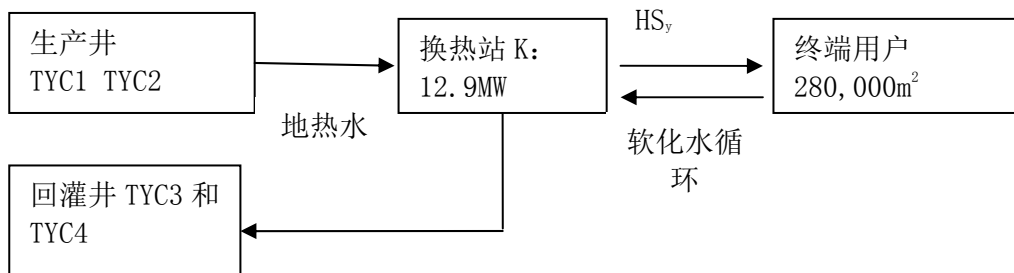 生产井
TYC1 TYC2
地热水
换热站 K：
12.9MW
HSy
终端用户
280,000m²
软化水循
环
回灌井 TYC3 和
TYC4